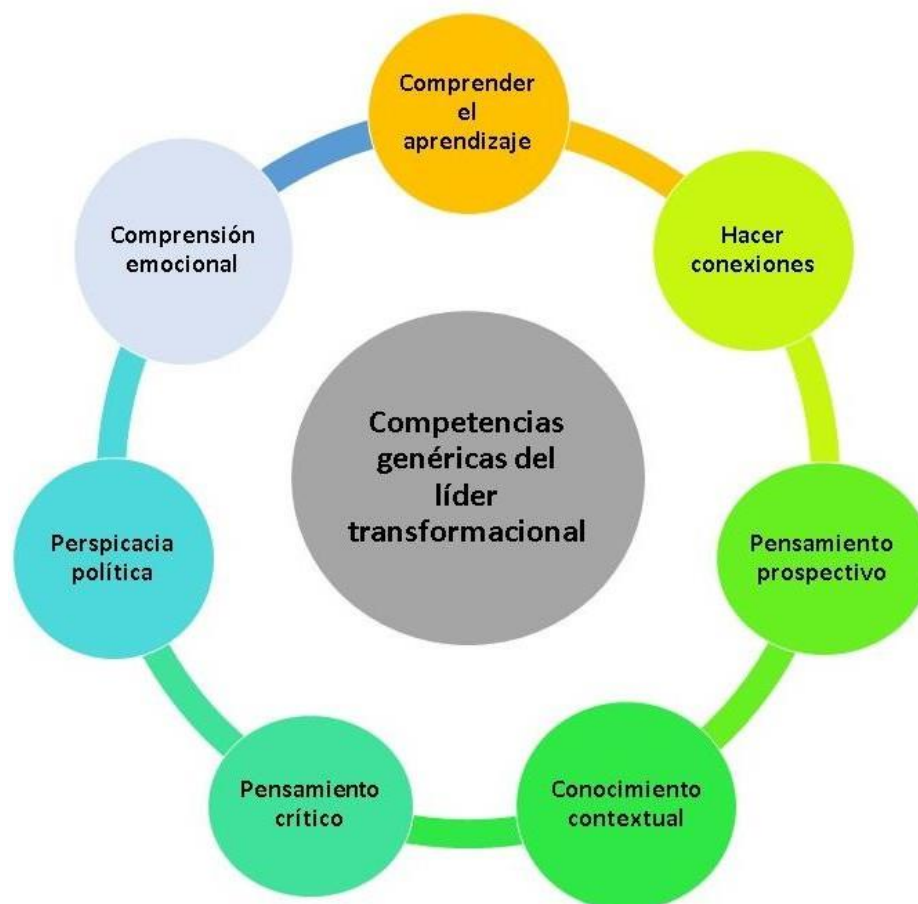 Comprender
el
aprendizaje
Hacer
conexiones
Pensamiento
prospectivo
Conocimiento
contextual
Pensamiento
crítico
Perspicacia
política
Comprensión
emocional
Competencias
genéricas del
líder
transformacional